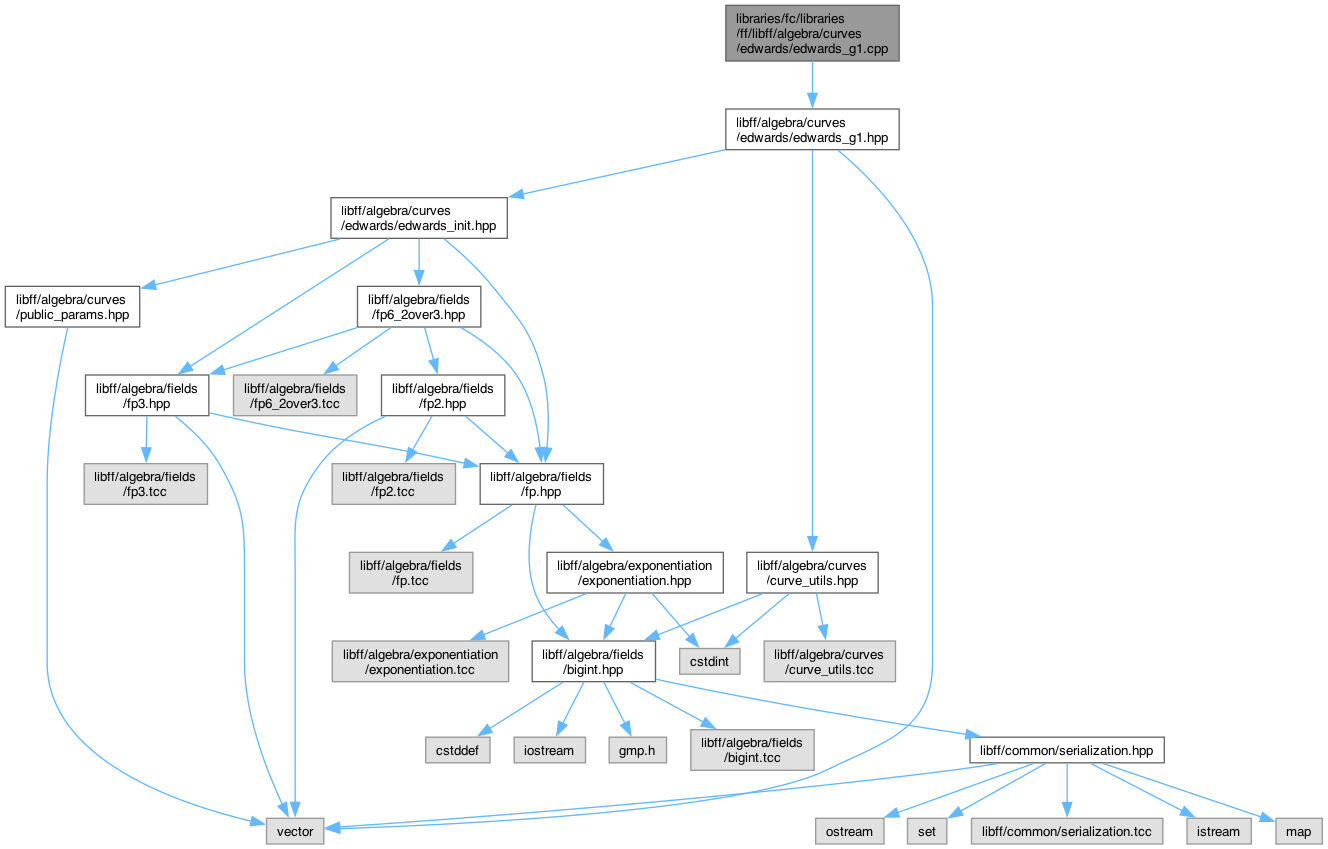 libraries/fc/libraries
/ff/libff/algebra/curves
/edwards/edwards_g1.cpp
libff/algebra/curves
/edwards/edwards_g1.hpp
libff/algebra/curves
/edwards/edwards_init.hpp
libff/algebra/curves
/public_params.hpp
libff/algebra/fields
/fp6_2over3.hpp
libff/algebra/fields
/fp3.hpp
libff/algebra/fields
/fp6_2over3.tcc
libff/algebra/fields
/fp2.hpp
libff/algebra/fields
/fp3.tcc
libff/algebra/fields
/fp2.tcc
libff/algebra/fields
/fp.hpp
libff/algebra/fields
/fp.tcc
libff/algebra/exponentiation
/exponentiation.hpp
libff/algebra/curves
/curve_utils.hpp
libff/algebra/exponentiation
/exponentiation.tcc
libff/algebra/fields
/bigint.hpp
cstdint
libff/algebra/curves
/curve_utils.tcc
cstddef
iostream
gmp.h
libff/algebra/fields
/bigint.tcc
libff/common/serialization.hpp
vector
ostream
set
libff/common/serialization.tcc
istream
map